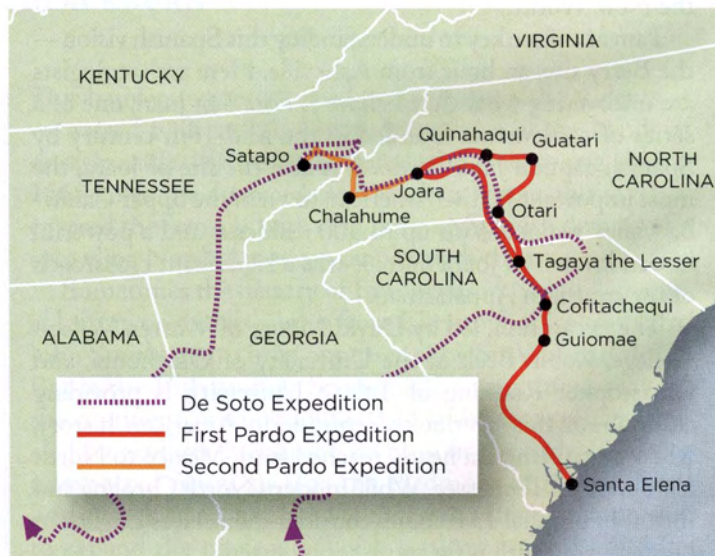 VIRGINIA
KENTUCKY
Quinahaqui
Guatari
Satapo
NORTH
CAROLINA
TENNESSEE
Joara
Chalahume
Otari
SOUTH
CAROLINA
Tagaya the Lesser
Cofitachequi
ALABAMA
GEORGIA
Guiomae
De Soto Expedition
First Pardo Expedition
Second Pardo Expedition
Santa Elena